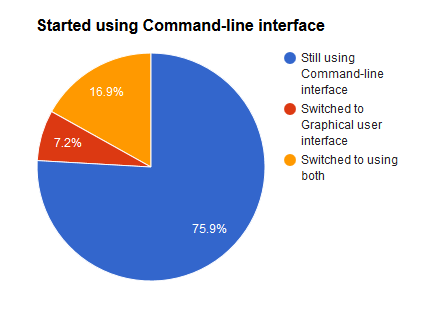 Started using Command-line interface
16.9%
7.2%
75.9%
Still using
Command-line
interface
Switched to
Graphical user
interface
Switched to using
both